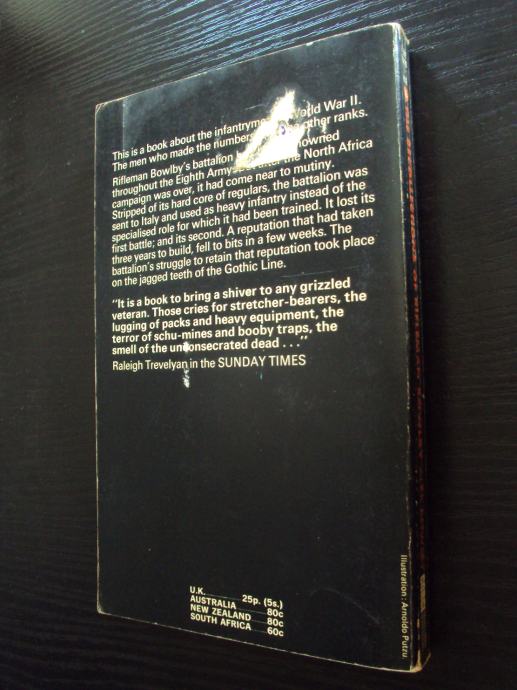 This is a book about the infantrymen World War II.
The men who made the numbers other ranks.
Rifleman Bowlby's battalion renowned
throughout the Eighth Army after the North Africa
campaign was over, it had come near to mutiny.
Stripped of its hard core of regulars, the battalion was
sent to Italy and used as heavy infantry instead of the
specialised role for which it had been trained. It lost its
first battle; and its second. A reputation that had taken
three years to build, fell to bits in a few weeks. The
battalion's struggle to retain that reputation took place
on the jagged teeth of the Gothic Line.
"It is a book to bring a shiver to any grizzled
veteran. Those cries for stretcher-bearers, the
lugging of packs and heavy equipment, the
terror of schu-mines and booby traps, the
smell of the unconsecrated dead . . ."
Raleigh Trevelyan in the SUNDAY TIMES
U.K. 25p. (5s.)
AUSTRALIA 80c
NEW ZEALAND 80c
SOUTH AFRICA 60c
Illustration : Arnoldo Putzu